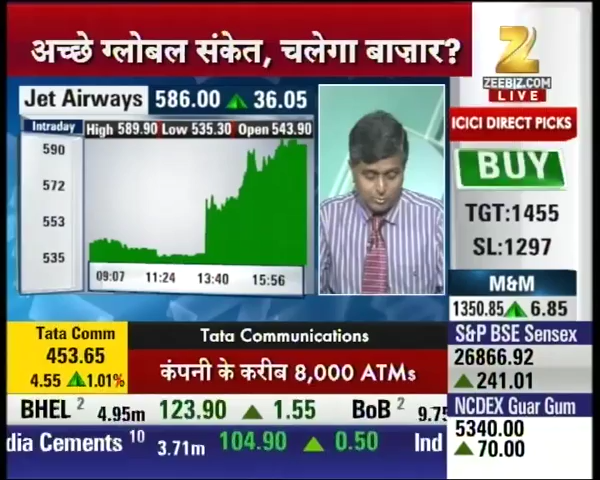 अच्छे ग्लोबल संकेत, चलेगा बाज़ार?
Z
ZEEBIZ.COM
LIVE
Jet Airways 586.00 36.05
Intraday High 589.90 Low 535.30 Open 543.90
590
572
553
535
09:07 11:24 13:40 15:56
ICICI DIRECT PICKS
BUY
TGT:1455
SL:1297
M&M
1350.85 6.85
Tata Comm
453.65
4.55 1.01%
Tata Communications
कंपनी के करीब 8,000 ATMs
S&P BSE Sensex
26866.92
241.01
BHEL 2 4.95m 123.90 1.55 BoB 2 9.75
NCDEX Guar Gum
5340.00
70.00
dia Cements 10 3.71m 104.90 0.50 Ind